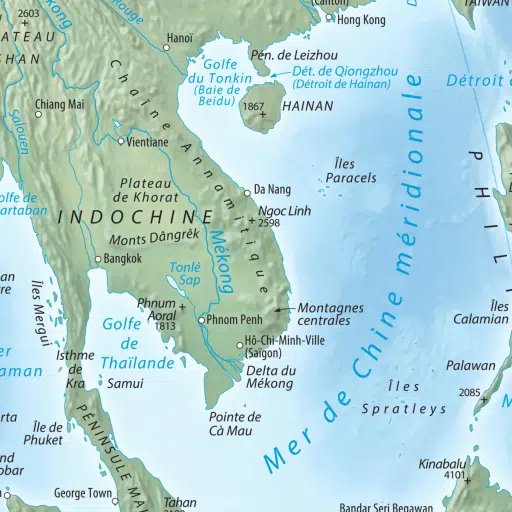 2603
PLATEAU
SHAN
Mékong
Rouge
Salouen
Hanoï
(Canton)
Hong Kong
TAIWAN
Pén. de Leizhou
Golfe
du Tonkin
(Baie de
Beidu)
Dét. de Qiongzhou
(Détroit de Hainan)
Détroit
1867
HAINAN
Chiang Mai
Vientiane
Chaîne Annamitique
Îles
Paracels
Plateau
de Khorat
Da Nang
INDOCHINE
Ngoc Linh
2598
Monts Dângrêk
Mékong
Golfe de
Martaban
Bangkok
Tonlé
Sap
Îles Mergui
Phnum
Aoral
1813
Phnom Penh
Montagnes
centrales
Mer de Chine méridionale
PHILI
Îles
Calamian
Golfe
de
Thaïlande
Hô-Chi-Minh-Ville
(Saïgon)
Isthme
de
Kra
Samui
Delta du
Mékong
Palawan
2085
Îles
Spratleys
Île de
Phuket
Pointe de
Cà Mau
PÉNINSULE MA
Kinabalu
4101
George Town
Tahan
Bandar Seri Begawan